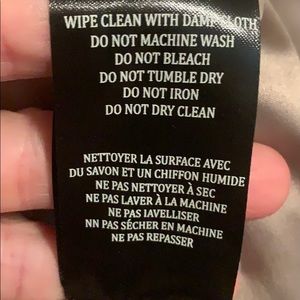 WIPE CLEAN WITH DAMP CLOTH
DO NOT MACHINE WASH
DO NOT BLEACH
DO NOT TUMBLE DRY
DO NOT IRON
DO NOT DRY CLEAN
NETTOYER LA SURFACE AVEC
DU SAVON ET UN CHIFFON HUMIDE
NE PAS NETTOYER À SEC
NE PAS LAVER À LA MACHINE
NE PAS IAVELLISER
NN PAS SÉCHER EN MACHINE
NE PAS REPASSER